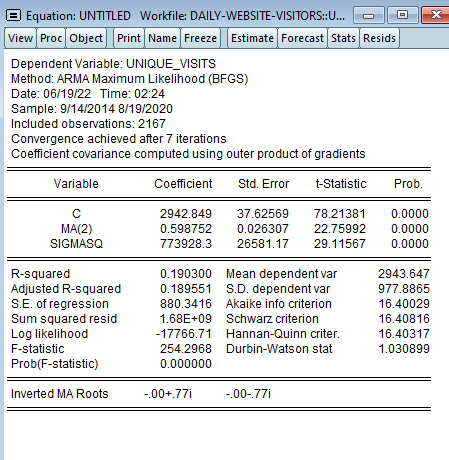 Equation: UNTITLED Workfile: DAILY-WEBSITE-VISITORS::U...
View Proc Object Print Name Freeze Estimate Forecast Stats Resids
Dependent Variable: UNIQUE_VISITS
Method: ARMA Maximum Likelihood (BFGS)
Date: 06/19/22 Time: 02:24
Sample: 9/14/2014 8/19/2020
Included observations: 2167
Convergence achieved after 7 iterations
Coefficient covariance computed using outer product of gradients
Variable Coefficient Std. Error t-Statistic Prob.
C 2942.849 37.62569 78.21381 0.0000
MA(2) 0.598752 0.026307 22.75992 0.0000
SIGMASQ 773928.3 26581.17 29.11567 0.0000
R-squared 0.190300 Mean dependent var 2943.647
Adjusted R-squared 0.189551 S.D. dependent var 977.8865
S.E. of regression 880.3416 Akaike info criterion 16.40029
Sum squared resid 1.68E+09 Schwarz criterion 16.40816
Log likelihood -17766.71 Hannan-Quinn criter. 16.40317
F-statistic 254.2968 Durbin-Watson stat 1.030899
Prob(F-statistic) 0.000000
Inverted MA Roots -.00+.77i -.00-.77i